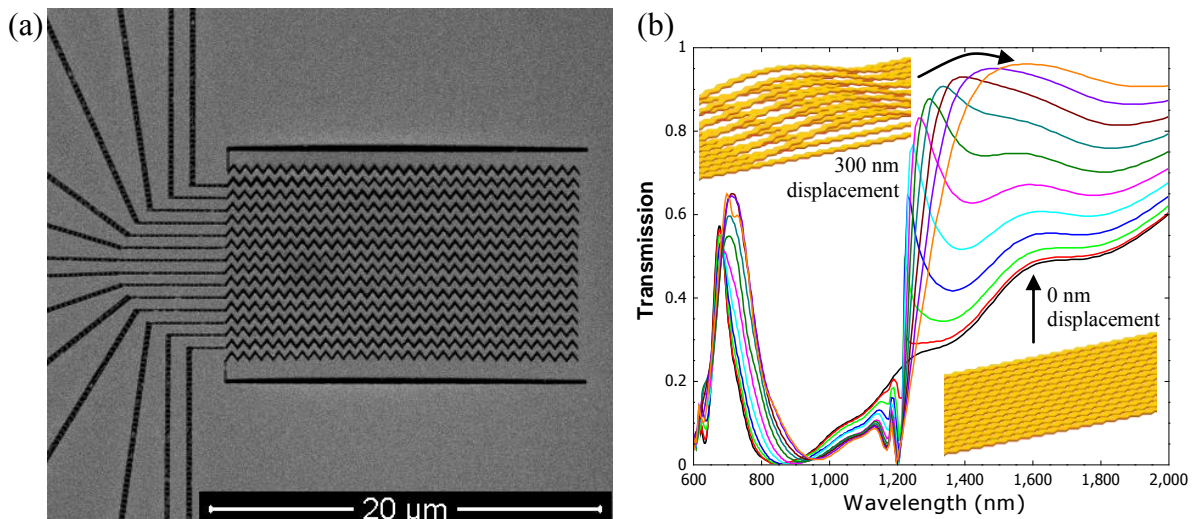 (a)
20 µm
(b)
Transmission
1
0.8
0.6
0.4
0.2
0
300 nm
displacement
0 nm
displacement
600
800
1,000
1,200
1,400
1,600
1,800
2,000
Wavelength (nm)